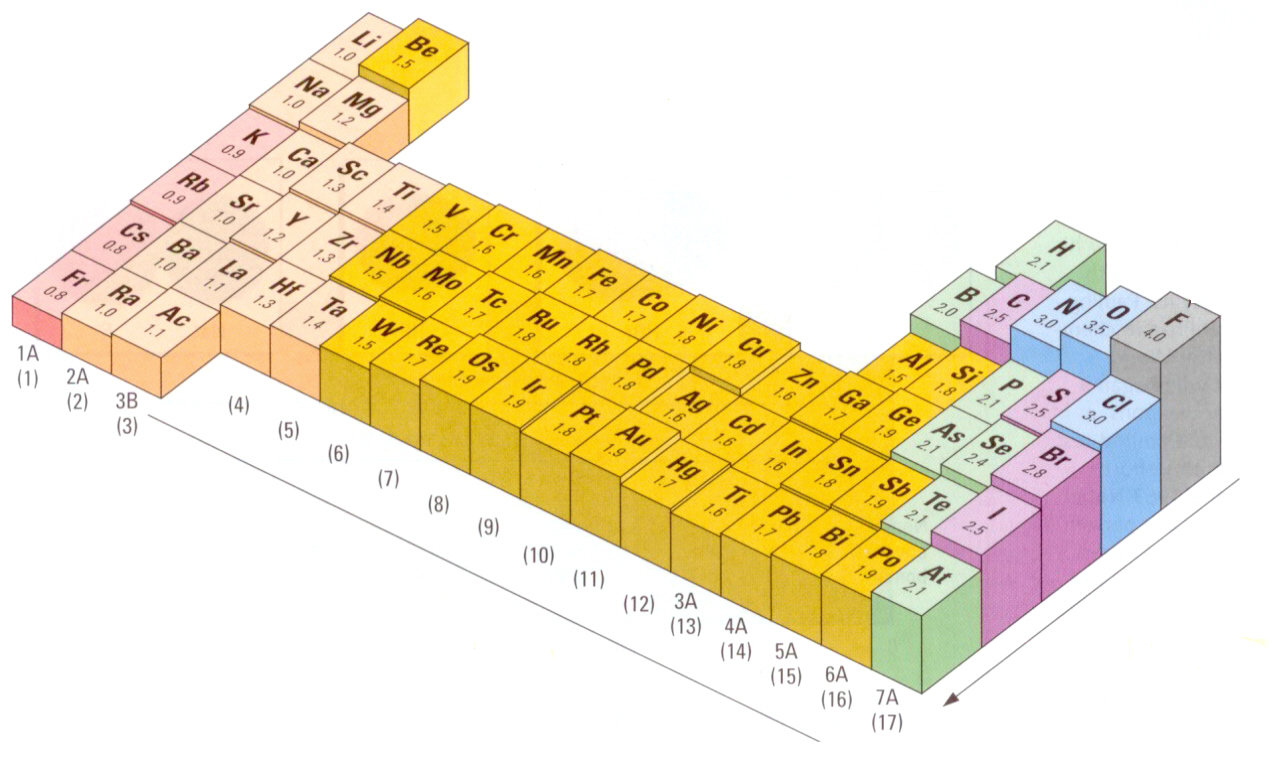 H
2.1
Li
1.0
Be
1.5
B
2.0
C
2.5
N
3.0
O
3.5
F
4.0
Na
1.0
Mg
1.2
Al
1.5
Si
1.8
P
2.1
S
2.5
Cl
3.0
K
0.9
Ca
1.0
Sc
1.3
Ti
1.4
V
1.5
Cr
1.6
Mn
1.6
Fe
1.7
Co
1.7
Ni
1.8
Cu
1.8
Zn
1.6
Ga
1.7
Ge
1.9
As
2.1
Se
2.4
Br
2.8
Rb
0.9
Sr
1.0
Y
1.2
Zr
1.3
Nb
1.5
Mo
1.6
Tc
1.7
Ru
1.8
Rh
1.8
Pd
1.8
Ag
1.6
Cd
1.6
In
1.6
Sn
1.8
Sb
1.9
Te
2.1
I
2.5
Cs
0.8
Ba
1.0
La
1.1
Hf
1.3
Ta
1.4
W
1.5
Re
1.7
Os
1.9
Ir
1.9
Pt
1.8
Au
1.9
Hg
1.7
Ti
1.6
Pb
1.7
Bi
1.8
Po
1.9
At
2.1
Fr
0.8
Ra
1.0
Ac
1.1
1A
(1)
2A
(2)
3B
(3)
(4)
(5)
(6)
(7)
(8)
(9)
(10)
(11)
(12)
3A
(13)
4A
(14)
5A
(15)
6A
(16)
7A
(17)